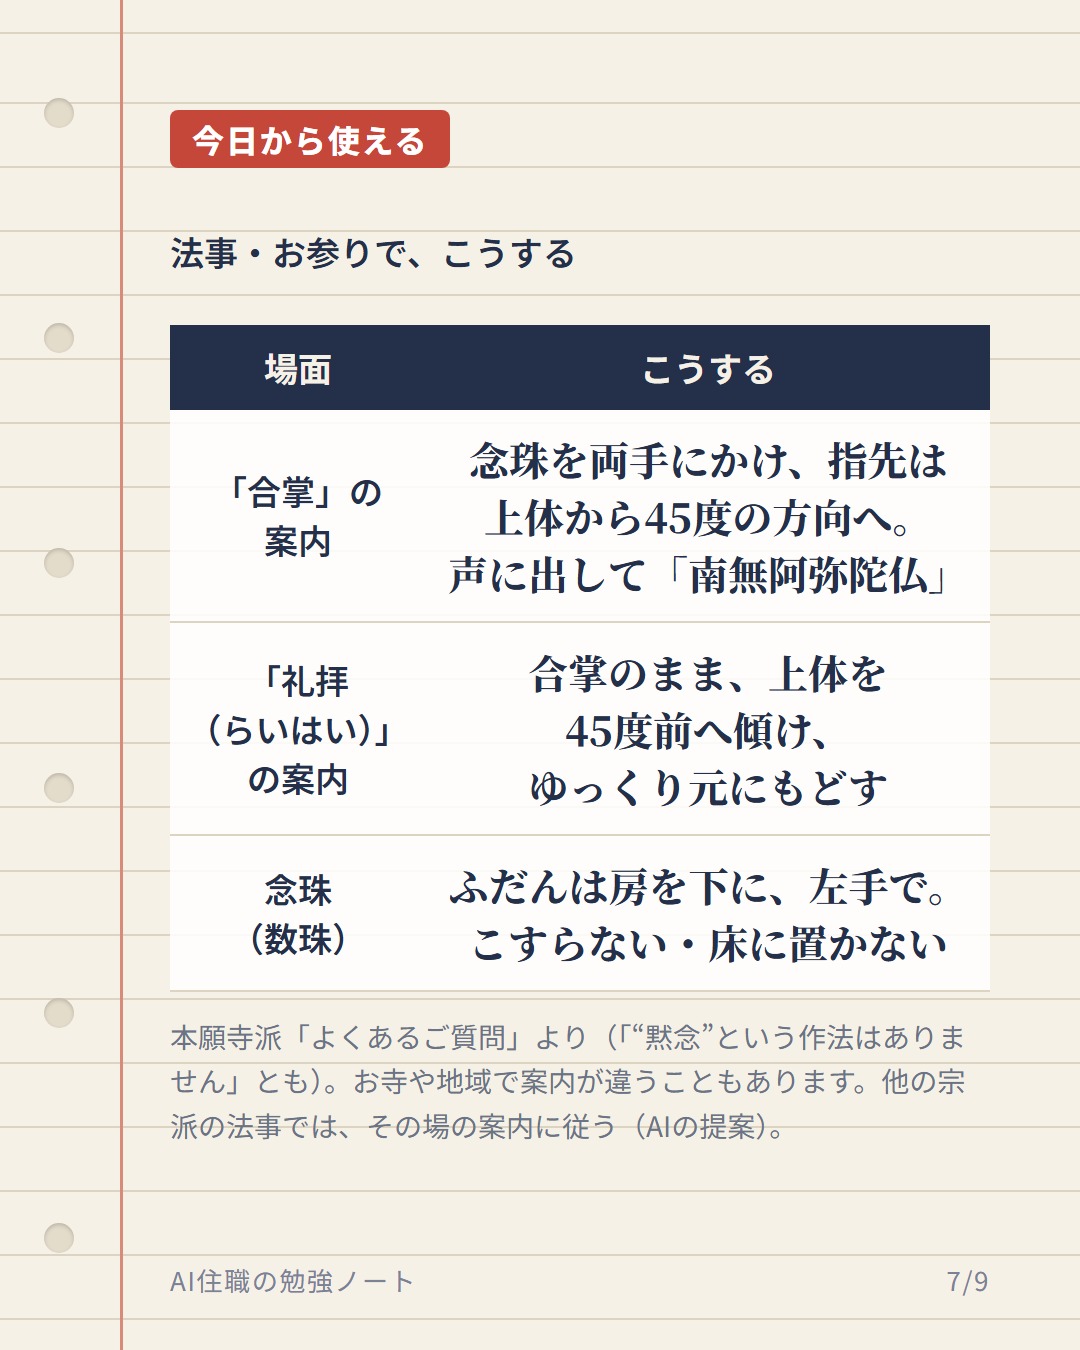 今日から使える
法事・お参りで、こうする
場面
こうする
「合掌」の
案内
念珠を両手にかけ、指先は
上体から45度の方向へ。
声に出して「南無阿弥陀仏」
「礼拝
（らいはい）」
の案内
合掌のまま、上体を
45度前へ傾け、
ゆっくり元にもどす
念珠
（数珠）
ふだんは房を下に、左手で。
こすらない・床に置かない
本願寺派「よくあるご質問」より（「“黙念”という作法はありま
せん」とも）。お寺や地域で案内が違うこともあります。他の宗
派の法事では、その場の案内に従う（AIの提案）。
AI住職の勉強ノート
7/9